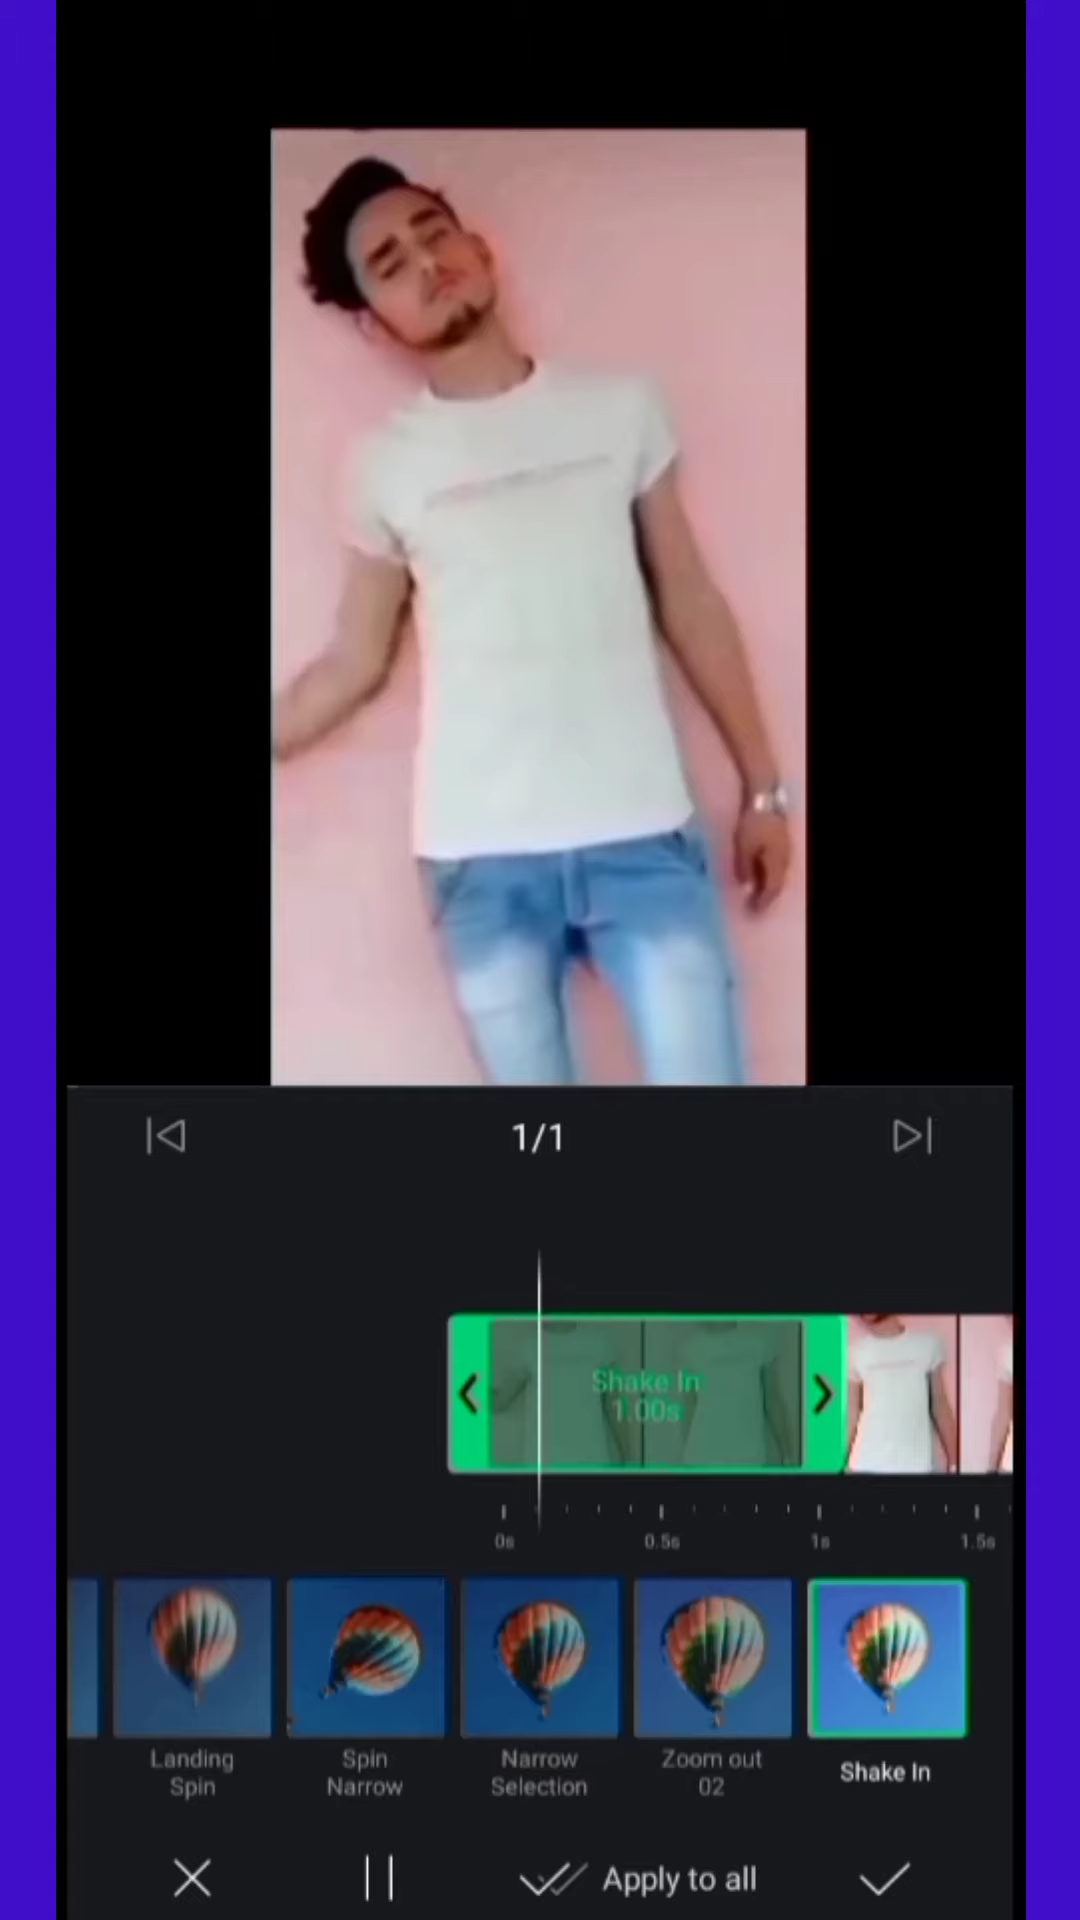 1/1
Shake In
1.00s
0s 0.5s 1s 1.5s
Landing
Spin
Spin
Narrow
Narrow
Selection
Zoom out
02
Shake In
Apply to all